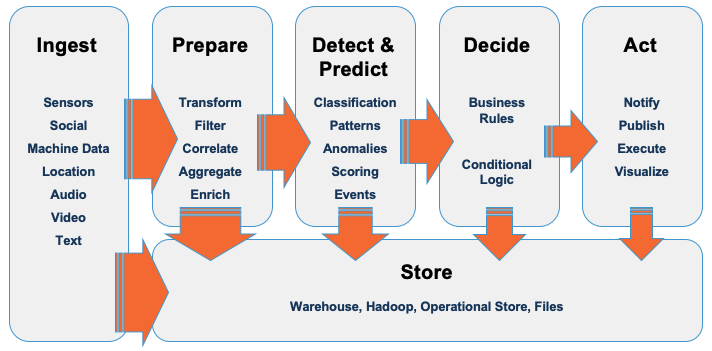 Ingest
Sensors
Social
Machine Data
Location
Audio
Video
Text
Prepare
Transform
Filter
Correlate
Aggregate
Enrich
Detect &
Predict
Classification
Patterns
Anomalies
Scoring
Events
Decide
Business
Rules
Conditional
Logic
Act
Notify
Publish
Execute
Visualize
Store
Warehouse, Hadoop, Operational Store, Files